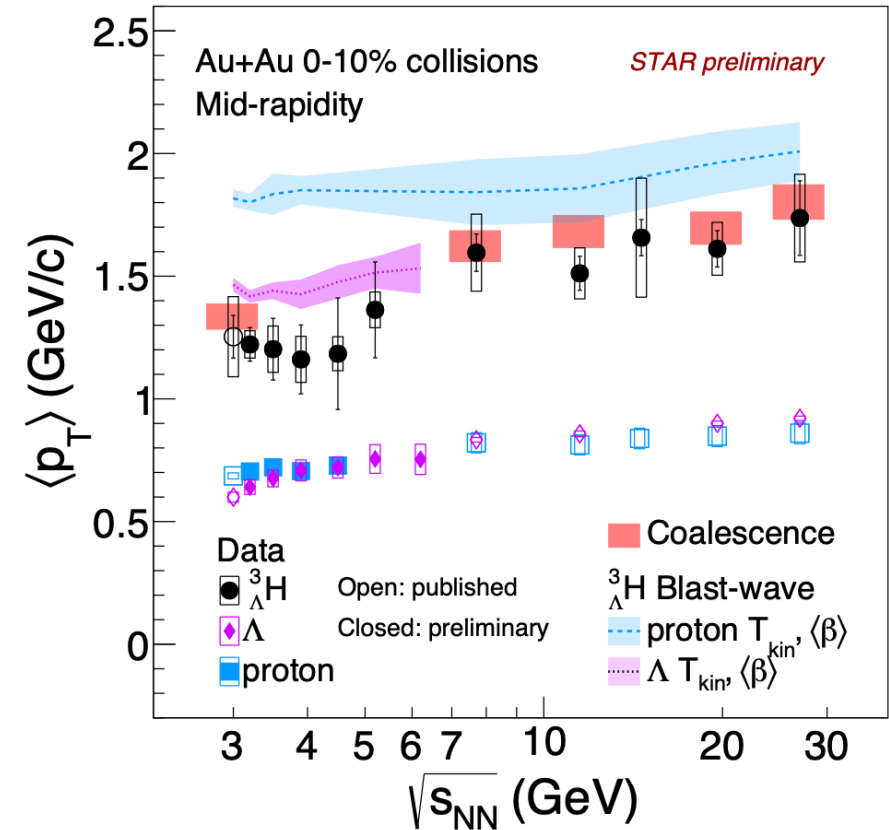 2.5
2
1.5
1
0.5
0
⟨p_T⟩ (GeV/c)
Au+Au 0-10% collisions
STAR preliminary
Mid-rapidity
Data
³_ΛH
Open: published
Λ
Closed: preliminary
proton
Coalescence
³_ΛH Blast-wave
proton T_kin, ⟨β⟩
Λ T_kin, ⟨β⟩
3 4 5 6 7 10 20 30
√s_NN (GeV)